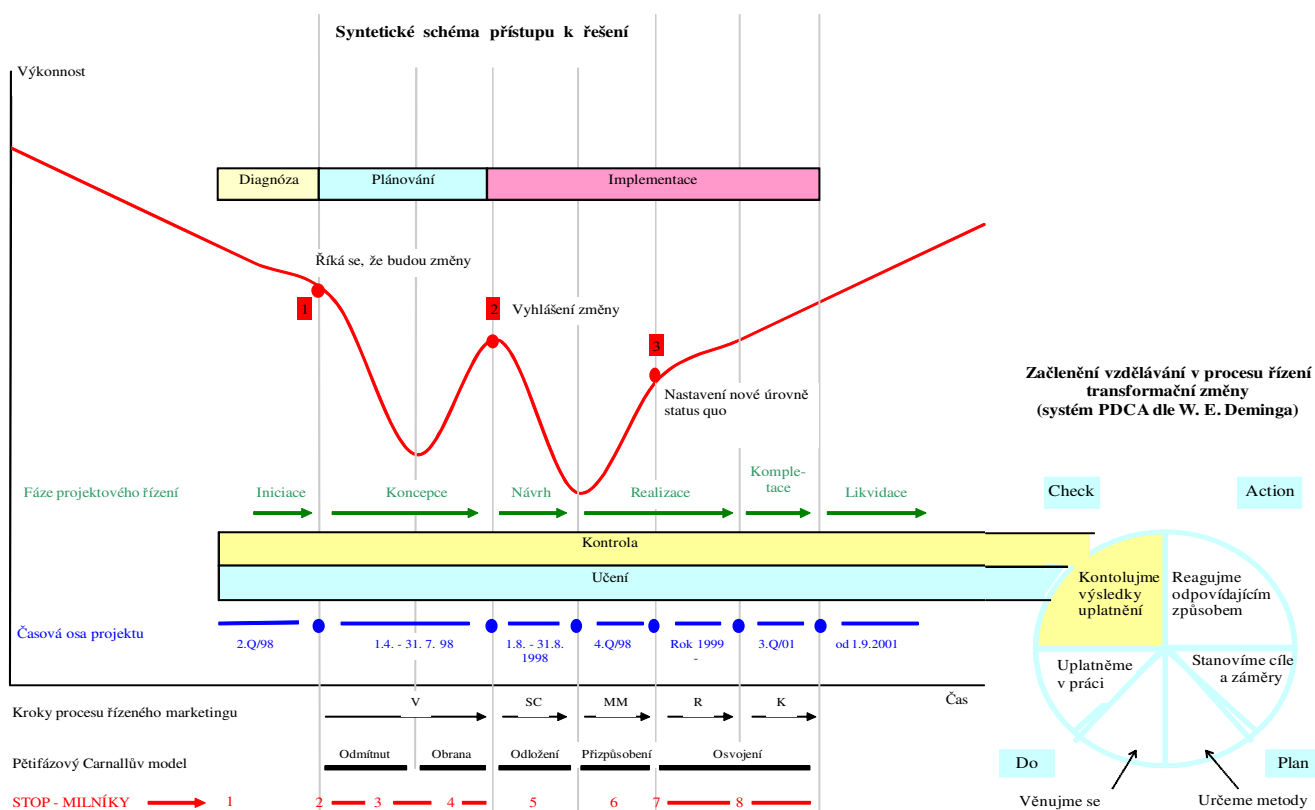 Syntetické schéma přístupu k řešení
Výkonnost
Diagnóza
Plánování
Implementace
Říká se, že budou změny
1
2
Vyhlášení změny
3
Nastavení nové úrovně
status quo
Začlenění vzdělávání v procesu řízení
transformační změny
(systém PDCA dle W. E. Deminga)
Fáze projektového řízení
Iniciace
Koncepce
Návrh
Realizace
Komple-
tace
Likvidace
Check
Action
Kontrola
Učení
Kontolujme
výsledky
uplatnění
Reagujme
odpovídajícím
způsobem
Časová osa projektu
2.Q/98
1.4. - 31. 7. 98
1.8. - 31.8.
1998
4.Q/98
Rok 1999
-
3.Q/01
od 1.9.2001
Uplatněme
v práci
Stanovíme cíle
a záměry
Čas
Kroky procesu řízeného marketingu
V
SC
MM
R
K
Pětifázový Carnallův model
Odmítnut
Obrana
Odložení
Přizpůsobení
Osvojení
Do
Plan
STOP - MILNÍKY
1
2
3
4
5
6
7
8
Věnujme se
Určeme metody